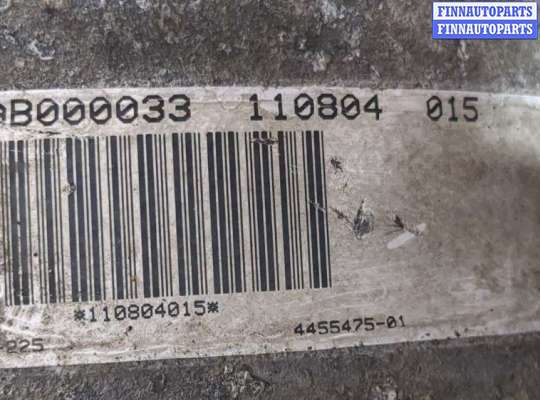 FINNAUTOPARTS
FINNAUTOPARTS
B000033 110804 015
*110804015*
225 4455475-01